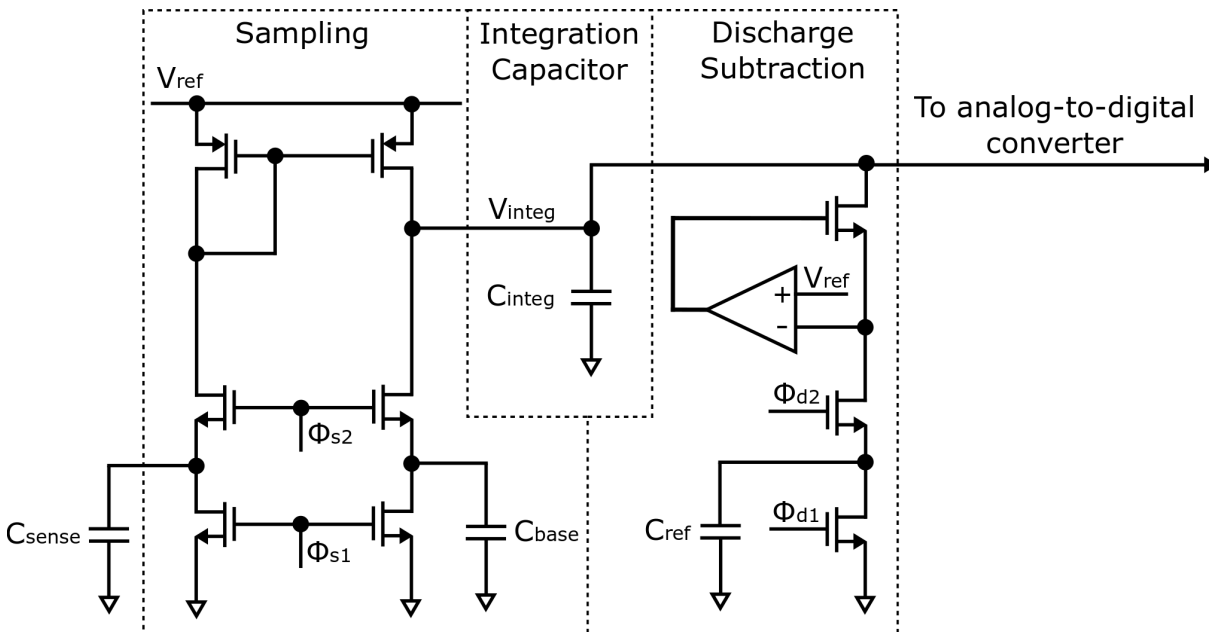 Sampling
Integration
Capacitor
Discharge
Subtraction
To analog-to-digital
converter
Vref
Vinteg
Cinteg
+
Vref
-
Φd2
Φs2
Csense
Cbase
Cref
Φd1
Φs1